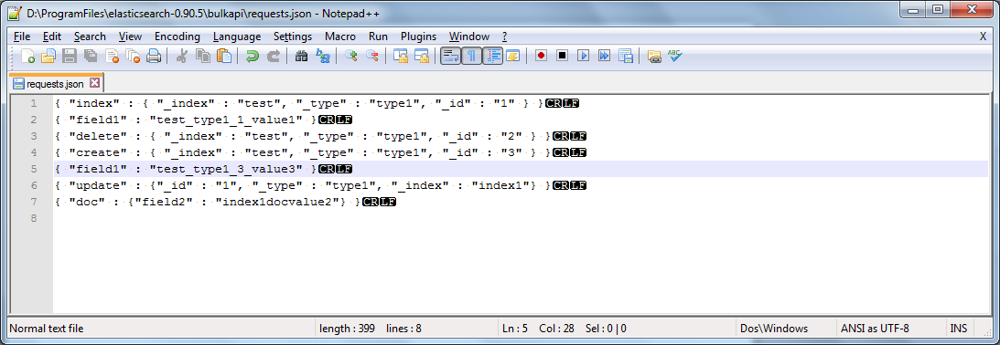 D:\ProgramFiles\elasticsearch-0.90.5\bulkapi\requests.json - Notepad++
File Edit Search View Encoding Language Settings Macro Run Plugins Window ? X
ABC
requests.json
1 { "index" : { "_index" : "test", "_type" : "type1", "_id" : "1" } }CRLF
2 { "field1" : "test_type1_1_value1" }CRLF
3 { "delete" : { "_index" : "test", "_type" : "type1", "_id" : "2" } }CRLF
4 { "create" : { "_index" : "test", "_type" : "type1", "_id" : "3" } }CRLF
5 { "field1" : "test_type1_3_value3" }CRLF
6 { "update" : {"_id" : "1", "_type" : "type1", "_index" : "index1"} }CRLF
7 { "doc" : {"field2" : "index1docvalue2"} }CRLF
8
Normal text file length : 399 lines : 8 Ln : 5 Col : 28 Sel : 0 | 0 Dos\Windows ANSI as UTF-8 INS